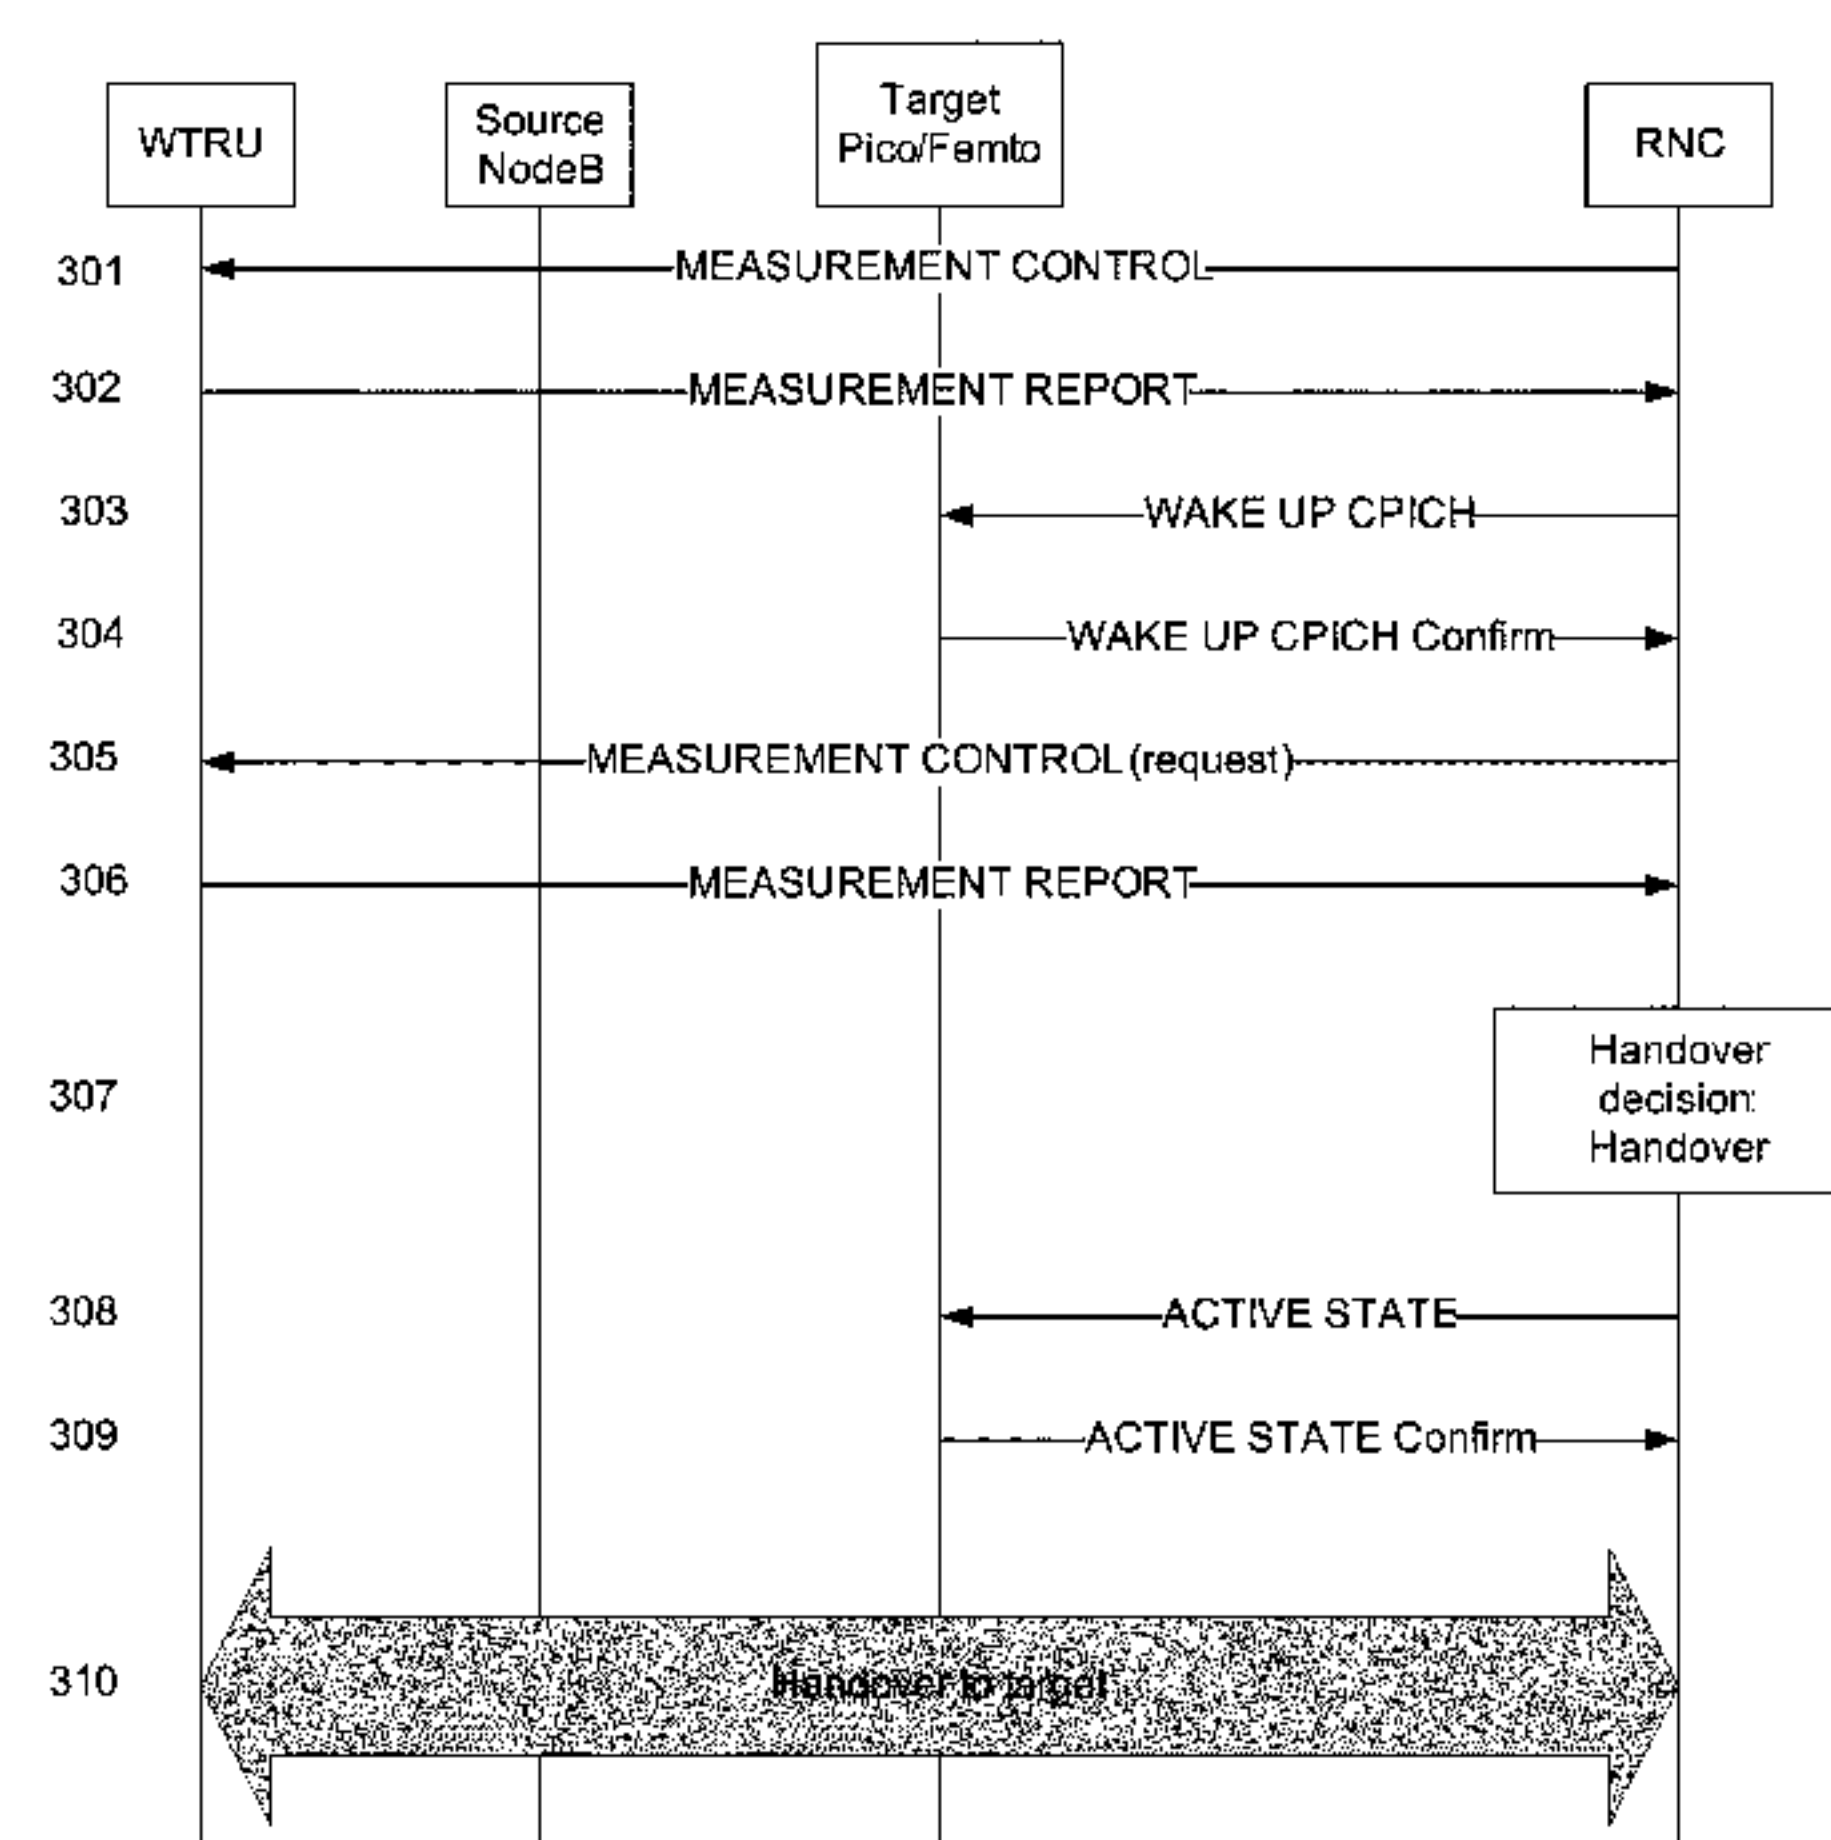 WTRU
Source
NodeB
Target
Pico/Femto
RNC
301
MEASUREMENT CONTROL
302
MEASUREMENT REPORT
303
WAKE UP CPICH
304
WAKE UP CPICH Confirm
305
MEASUREMENT CONTROL(request)
306
MEASUREMENT REPORT
307
Handover
decision:
Handover
308
ACTIVE STATE
309
ACTIVE STATE Confirm
310
Handover to target